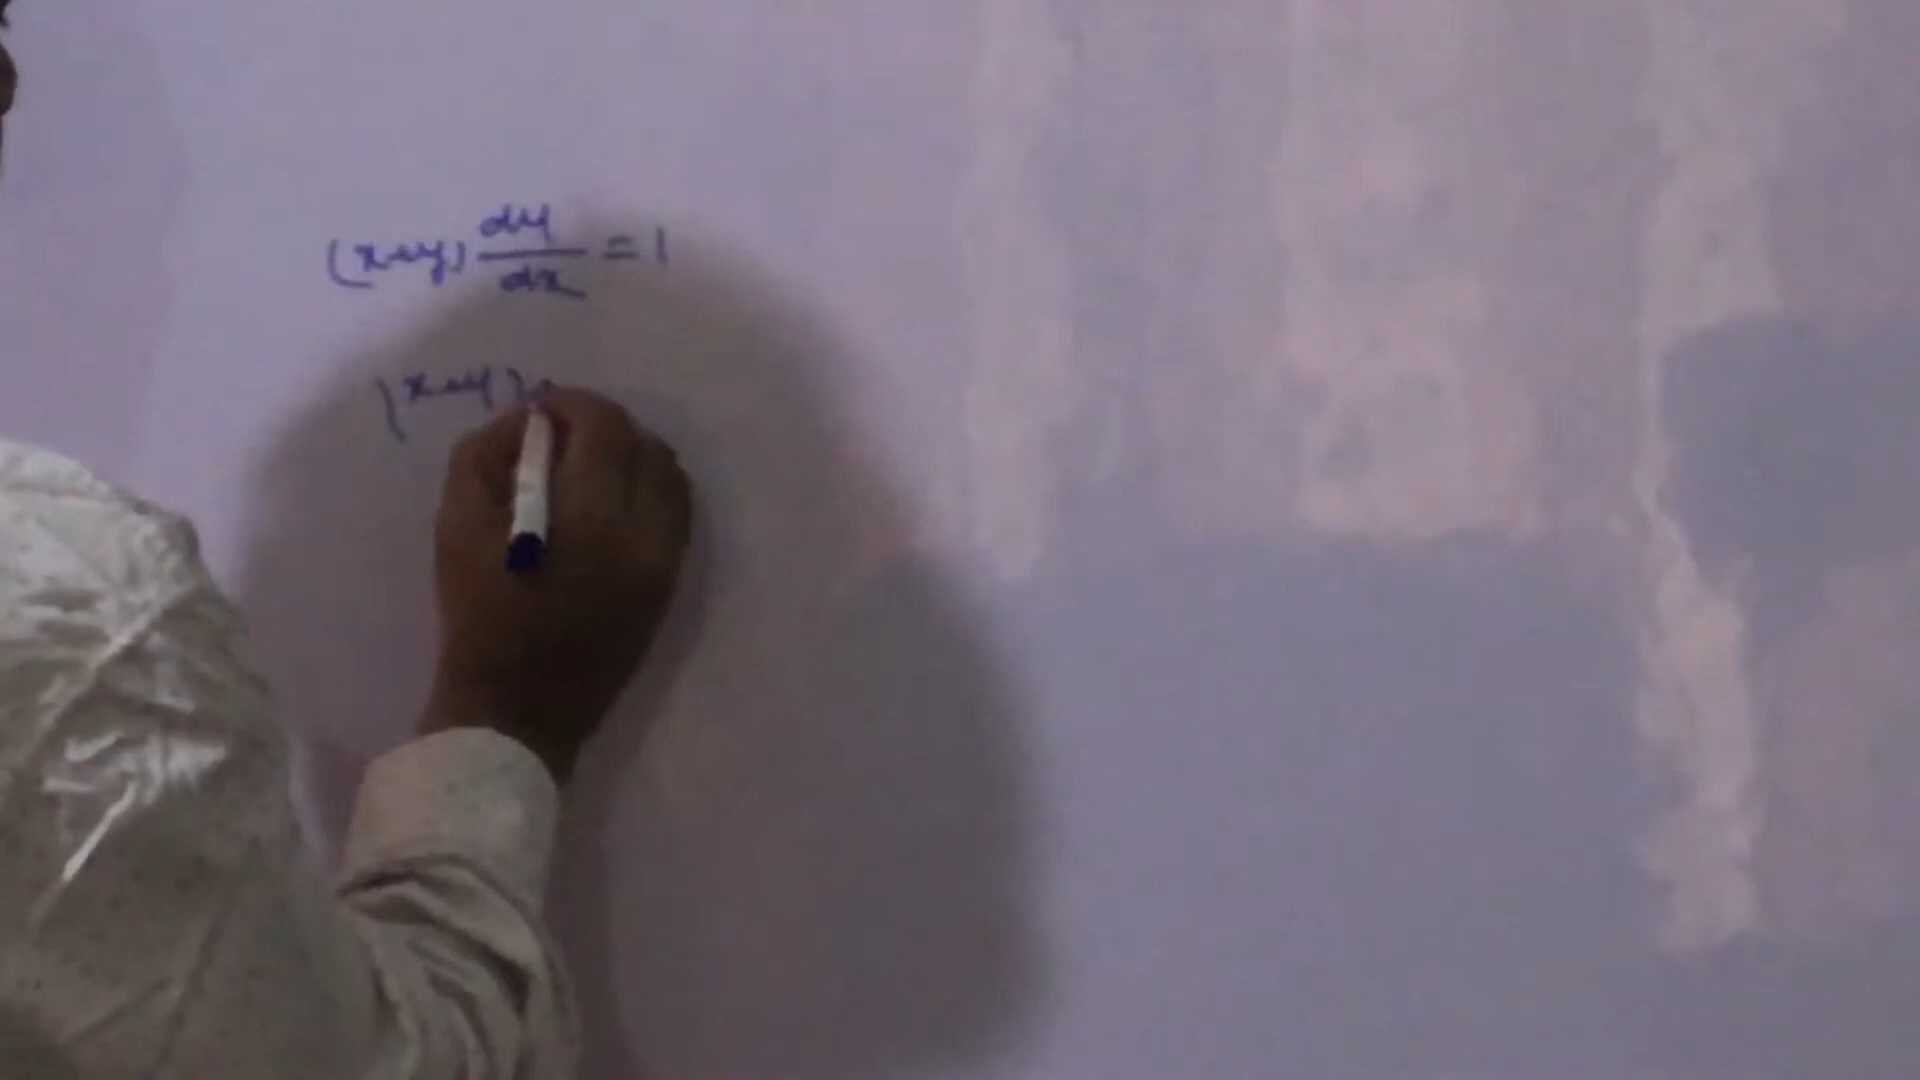 (x+y) dy/dx = 1
(x+y)